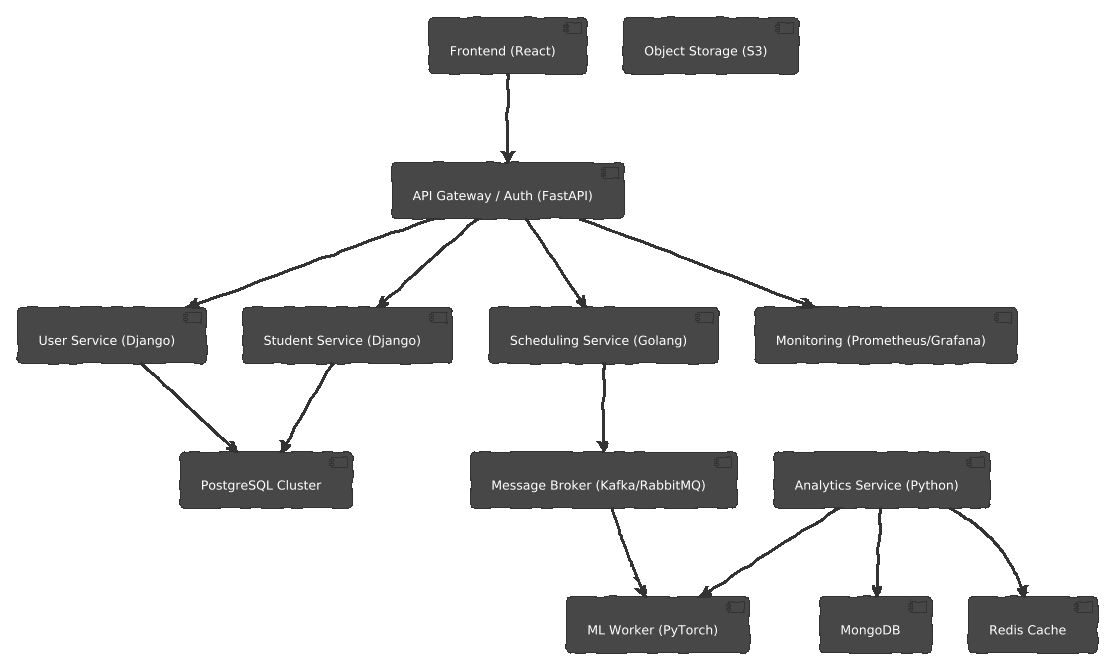 Frontend (React)
Object Storage (S3)
API Gateway / Auth (FastAPI)
User Service (Django)
Student Service (Django)
Scheduling Service (Golang)
Monitoring (Prometheus/Grafana)
PostgreSQL Cluster
Message Broker (Kafka/RabbitMQ)
Analytics Service (Python)
ML Worker (PyTorch)
MongoDB
Redis Cache